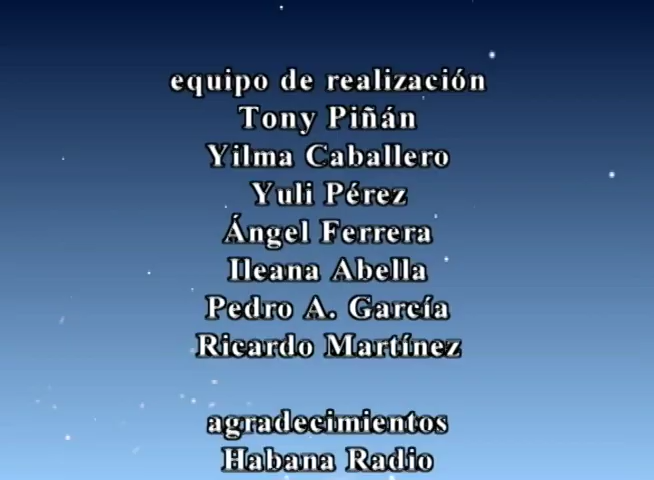 equipo de realización
Tony Piñán
Yilma Caballero
Yuli Pérez
Ángel Ferrera
Ileana Abella
Pedro A. García
Ricardo Martínez
agradecimientos
Habana Radio